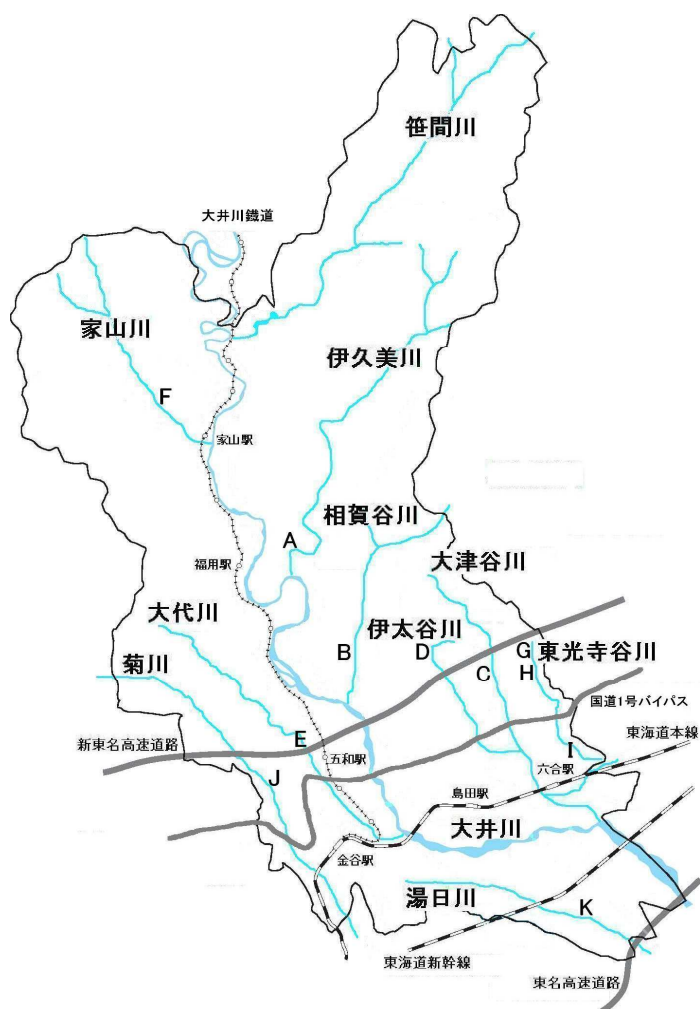 笹間川
大井川鐵道
家山川
伊久美川
F
家山駅
相賀谷川
A
大津谷川
福用駅
大代川
伊太谷川
G
東光寺谷川
B
D
C
H
菊川
国道1号バイパス
東海道本線
新東名高速道路
E
五和駅
I
六合駅
J
島田駅
大井川
金谷駅
湯日川
K
東海道新幹線
東名高速道路